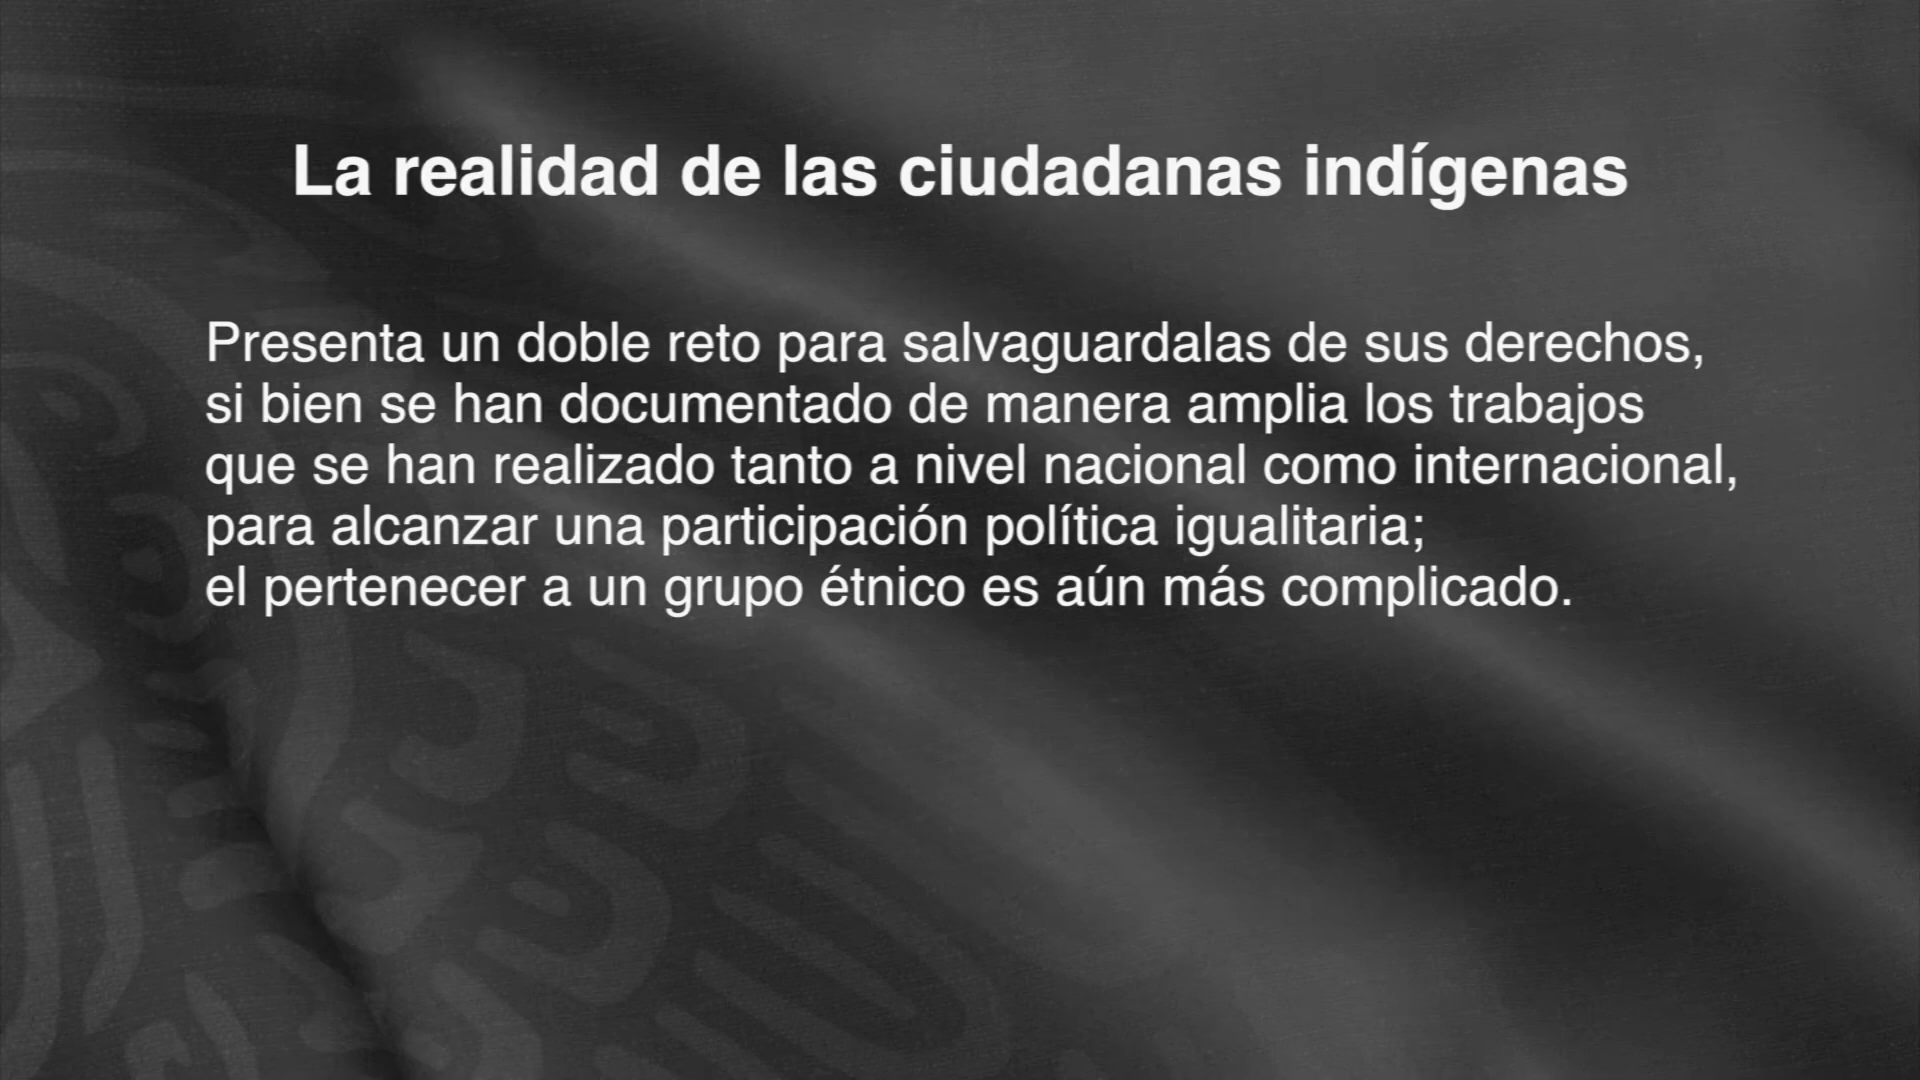 La realidad de las ciudadanas indígenas
Presenta un doble reto para salvaguardalas de sus derechos,
si bien se han documentado de manera amplia los trabajos
que se han realizado tanto a nivel nacional como internacional,
para alcanzar una participación política igualitaria;
el pertenecer a un grupo étnico es aún más complicado.